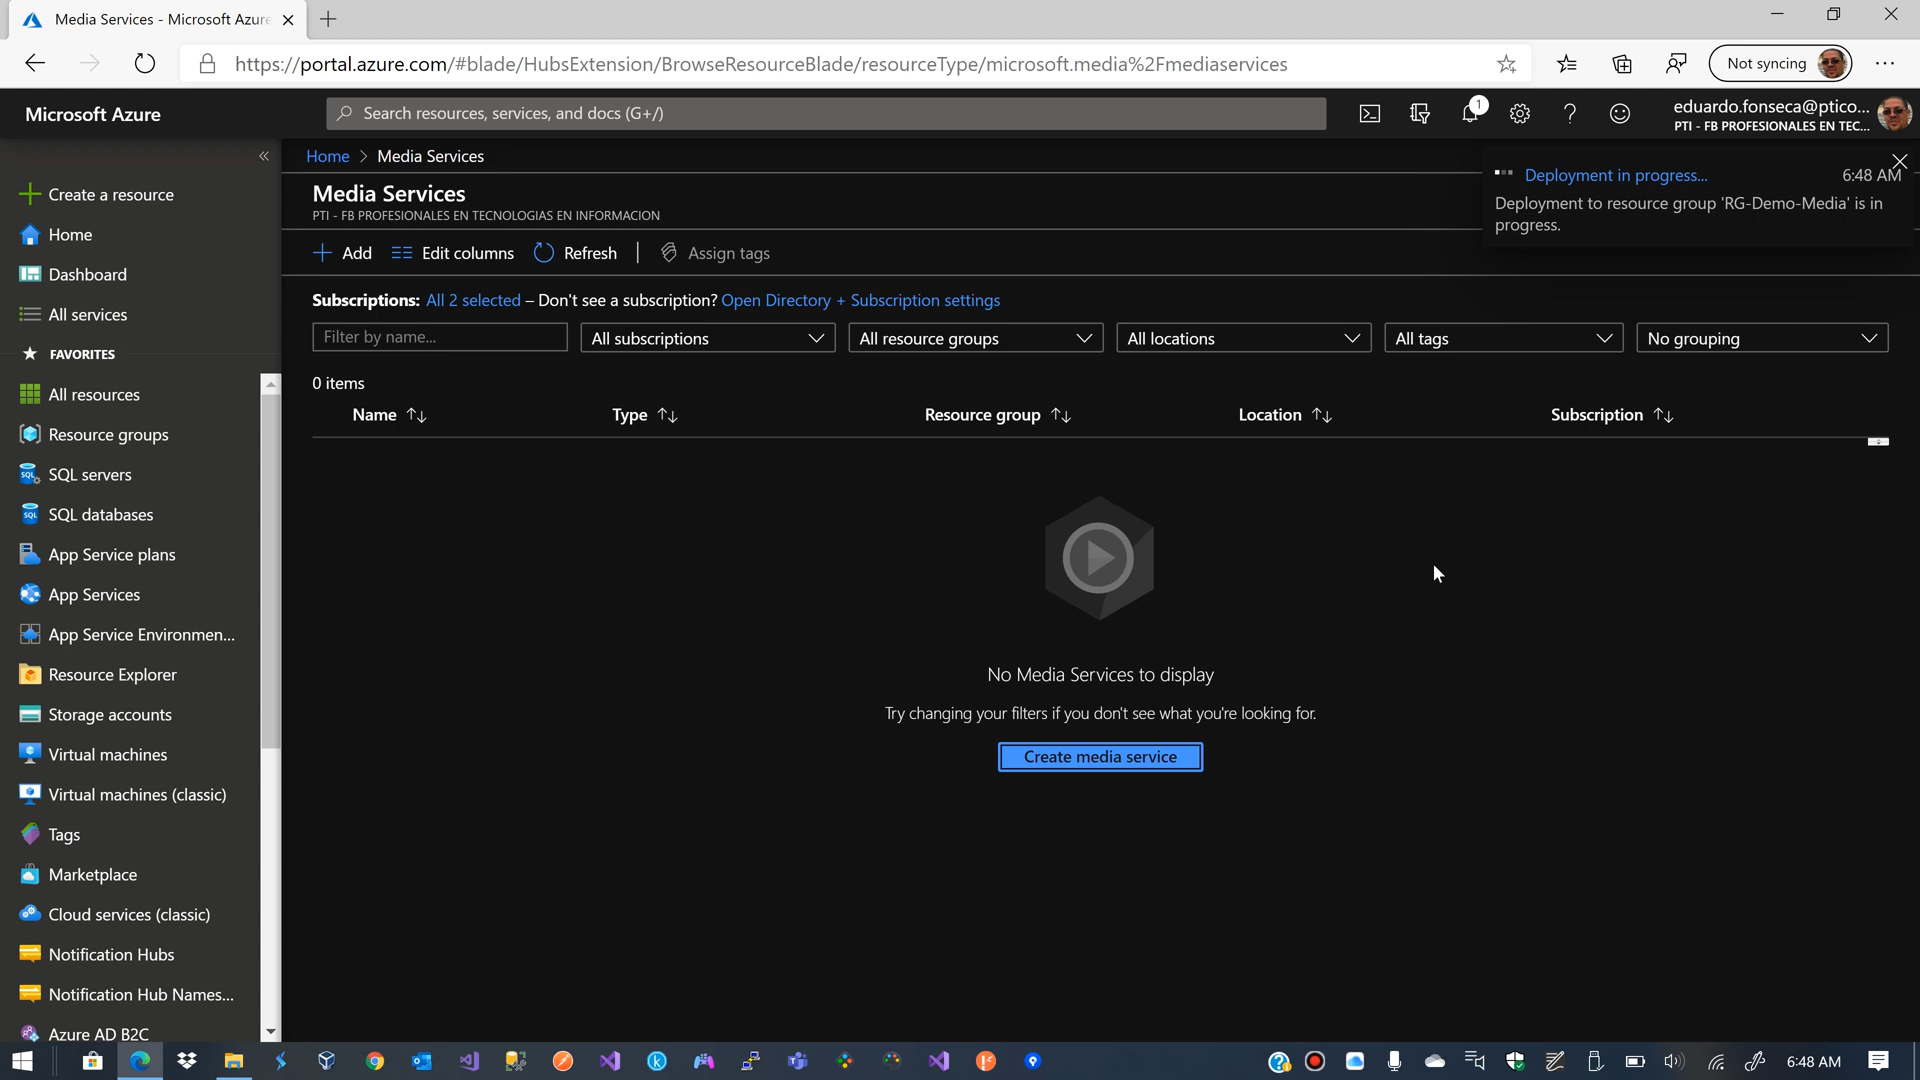 Media Services - Microsoft Azure
https://portal.azure.com/#blade/HubsExtension/BrowseResourceBlade/resourceType/microsoft.media%2Fmediaservices
Not syncing
Microsoft Azure
Search resources, services, and docs (G+/)
1
eduardo.fonseca@ptico...
PTI - FB PROFESIONALES EN TEC...
Home > Media Services
Media Services
PTI - FB PROFESIONALES EN TECNOLOGIAS EN INFORMACION
Deployment in progress...
6:48 AM
Deployment to resource group 'RG-Demo-Media' is in
progress.
Add
Edit columns
Refresh
Assign tags
Subscriptions: All 2 selected – Don't see a subscription? Open Directory + Subscription settings
Filter by name...
All subscriptions
All resource groups
All locations
All tags
No grouping
0 items
Name
Type
Resource group
Location
Subscription
No Media Services to display
Try changing your filters if you don't see what you're looking for.
Create media service
Create a resource
Home
Dashboard
All services
FAVORITES
All resources
Resource groups
SQL servers
SQL databases
App Service plans
App Services
App Service Environmen...
Resource Explorer
Storage accounts
Virtual machines
Virtual machines (classic)
Tags
Marketplace
Cloud services (classic)
Notification Hubs
Notification Hub Names...
Azure AD B2C
6:48 AM